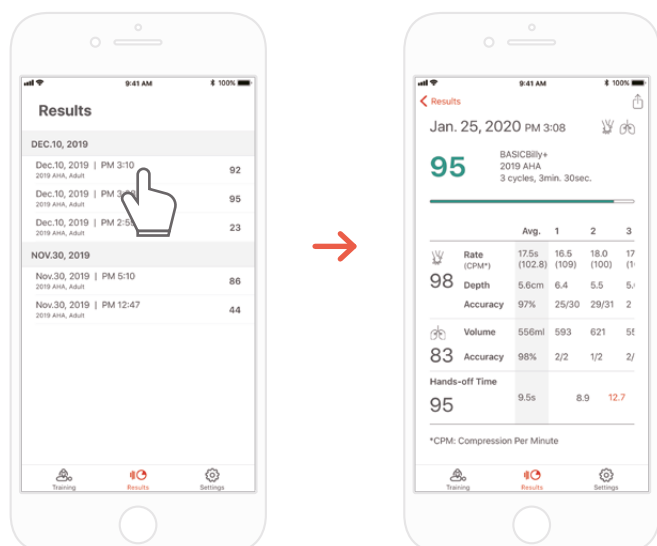 9:41 AM
100%
Results
DEC.10, 2019
Dec.10, 2019 | PM 3:10
2019 AHA, Adult
92
Dec.10, 2019 | PM
2019 AHA, Adult
95
Dec.10, 2019 | PM 2:5
2019 AHA, Adult
23
NOV.30, 2019
Nov.30, 2019 | PM 5:10
2019 AHA, Adult
86
Nov.30, 2019 | PM 12:47
2019 AHA, Adult
44
Training Results Settings
9:41 AM
100%
Results
Jan. 25, 2020 PM 3:08
95
BASICBilly+
2019 AHA
3 cycles, 3min. 30sec.
Avg. 1 2 3
Rate 17.5s 16.5 18.0 17
(CPM*) (102.8) (109) (100) (1
98 Depth 5.6cm 6.4 5.5 5.
Accuracy 97% 25/30 29/31 2
Volume 556ml 593 621 55
83 Accuracy 98% 2/2 1/2 2/
Hands-off Time
95 9.5s 8.9 12.7
*CPM: Compression Per Minute
Training Results Settings